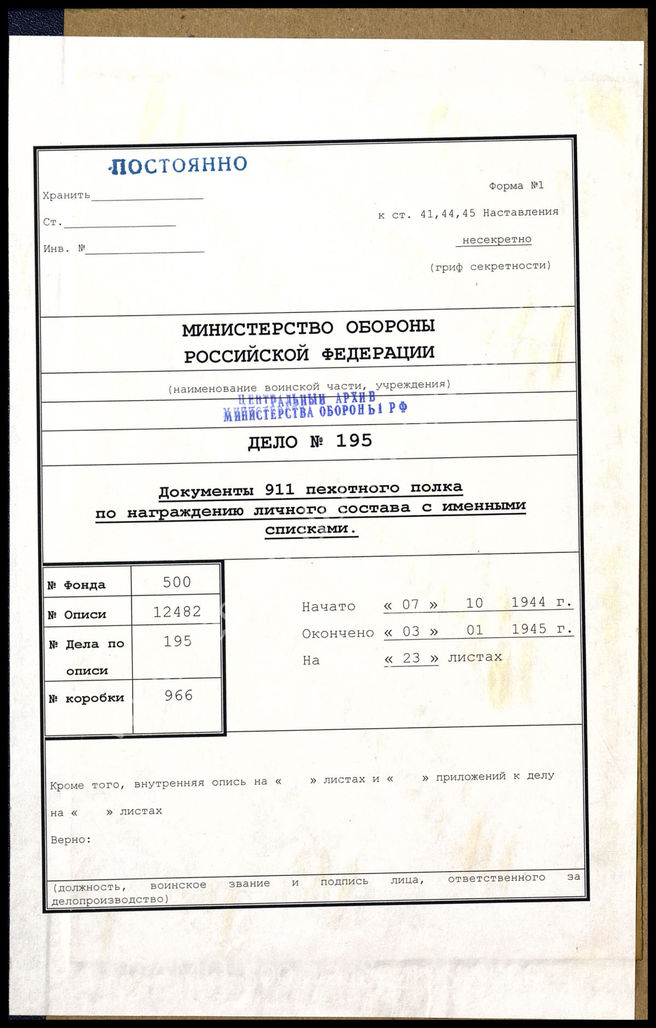 ПОСТОЯННО
Хранить
Форма №1
Ст.
к ст. 41,44,45 Наставления
Инв. №
несекретно
(гриф секретности)
МИНИСТЕРСТВО ОБОРОНЫ
РОССИЙСКОЙ ФЕДЕРАЦИИ
(наименование воинской части, учреждения)
ЦЕНТРАЛЬНЫЙ АРХИВ
МИНИСТЕРСТВА ОБОРОНЫ РФ
ДЕЛО № 195
Документы 911 пехотного полка
по награждению личного состава с именными
списками.
№ Фонда 500
№ Описи 12482
№ Дела по 195
описи
№ коробки 966
Начато « 07 » 10 1944 г.
Окончено « 03 » 01 1945 г.
На « 23 » листах
Кроме того, внутренняя опись на « » листах и « » приложений к делу
на « » листах
Верно:
(должность, воинское звание и подпись лица, ответственного за
делопроизводство)